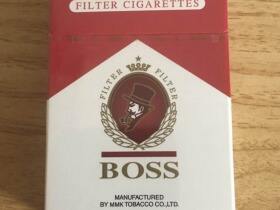 FILTER CIGARETTES
FILTER FILTER
BOSS
MANUFACTURED
BY MMK TOBACCO CO.,LTD.